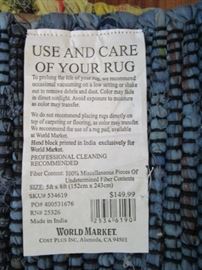 USE AND CARE
OF YOUR RUG
To prolong the life of your rug, we recommend
occasional vacuuming on a low setting or shake
out to remove debris and dust. Color may fade
in direct sunlight. Avoid exposure to moisture
as color may transfer.
We do not recommend placing rugs directly on
top of carpeting or flooring, as color may transfer.
We recommend the use of a rug pad, available
at World Market.
Hand block printed in India exclusively
for World Market.
PROFESSIONAL CLEANING
RECOMMENDED
Fiber Content: 100% Miscellaneous Pieces Of
Undetermined Fiber Contents
SIZE: 5ft x 8ft (152cm x 243cm)
SKU# 534619 $149.99
PO# 400531676
RN# 25326
Made in India
WORLD MARKET
COST PLUS INC, Alameda, CA 94501